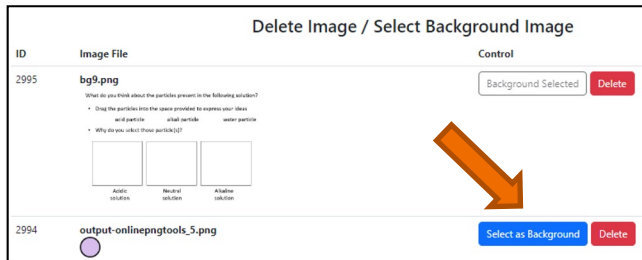 Delete Image / Select Background Image
ID Image File Control
2995 bg9.png Background Selected Delete
What do you think about the particles present in the following solution?
• Drag the particles into the space provided to express your ideas
acid particle alkali particle water particle
• Why do you select those particle(s)?
Acidic solution
Neutral solution
Alkaline solution
2994 output-onlinepngtools_5.png Select as Background Delete